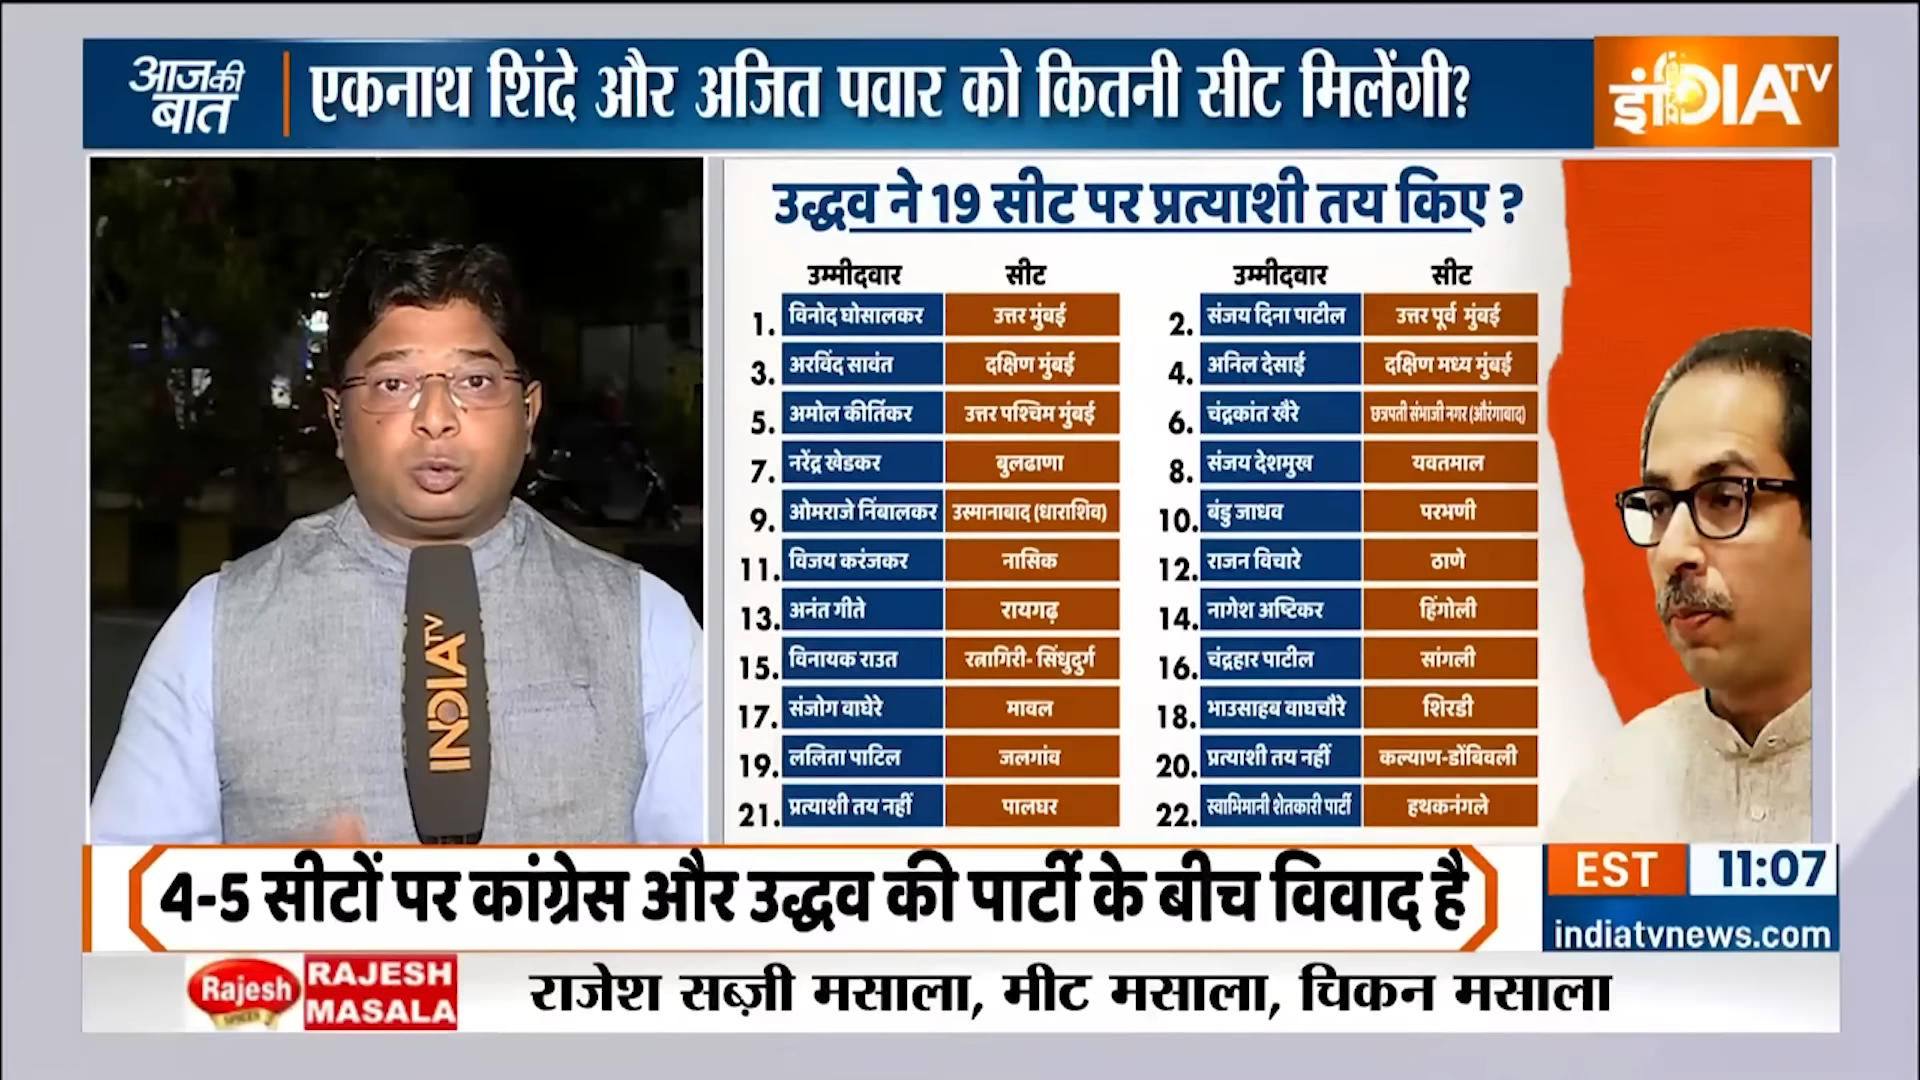 आज की
बात
एकनाथ शिंदे और अजित पवार को कितनी सीट मिलेंगी?
इंDIA TV
उद्धव ने 19 सीट पर प्रत्याशी तय किए ?
उम्मीदवार सीट उम्मीदवार सीट
1. विनोद घोसालकर उत्तर मुंबई 2. संजय दिना पाटील उत्तर पूर्व मुंबई
3. अरविंद सावंत दक्षिण मुंबई 4. अनिल देसाई दक्षिण मध्य मुंबई
5. अमोल कीर्तिकर उत्तर पश्चिम मुंबई 6. चंद्रकांत खैरे छत्रपती संभाजी नगर (औरंगाबाद)
7. नरेंद्र खेडकर बुलढाणा 8. संजय देशमुख यवतमाल
9. ओमराजे निंबालकर उस्मानाबाद (धाराशिव) 10. बंडु जाधव परभणी
11. विजय करंजकर नासिक 12. राजन विचारे ठाणे
13. अनंत गीते रायगढ़ 14. नागेश अष्टिकर हिंगोली
15. विनायक राउत रत्नागिरी- सिंधुदुर्ग 16. चंद्रहार पाटील सांगली
17. संजोग वाघेरे मावल 18. भाउसाहब वाघचौरे शिरडी
19. ललिता पाटिल जलगांव 20. प्रत्याशी तय नहीं कल्याण-डोंबिवली
21. प्रत्याशी तय नहीं पालघर 22. स्वाभिमानी शेतकारी पार्टी हथकनंगले
INDIA TV
4-5 सीटों पर कांग्रेस और उद्धव की पार्टी के बीच विवाद है
EST 11:07
indiatvnews.com
Rajesh
SPICES
RAJESH
MASALA
राजेश सब्ज़ी मसाला, मीट मसाला, चिकन मसाला